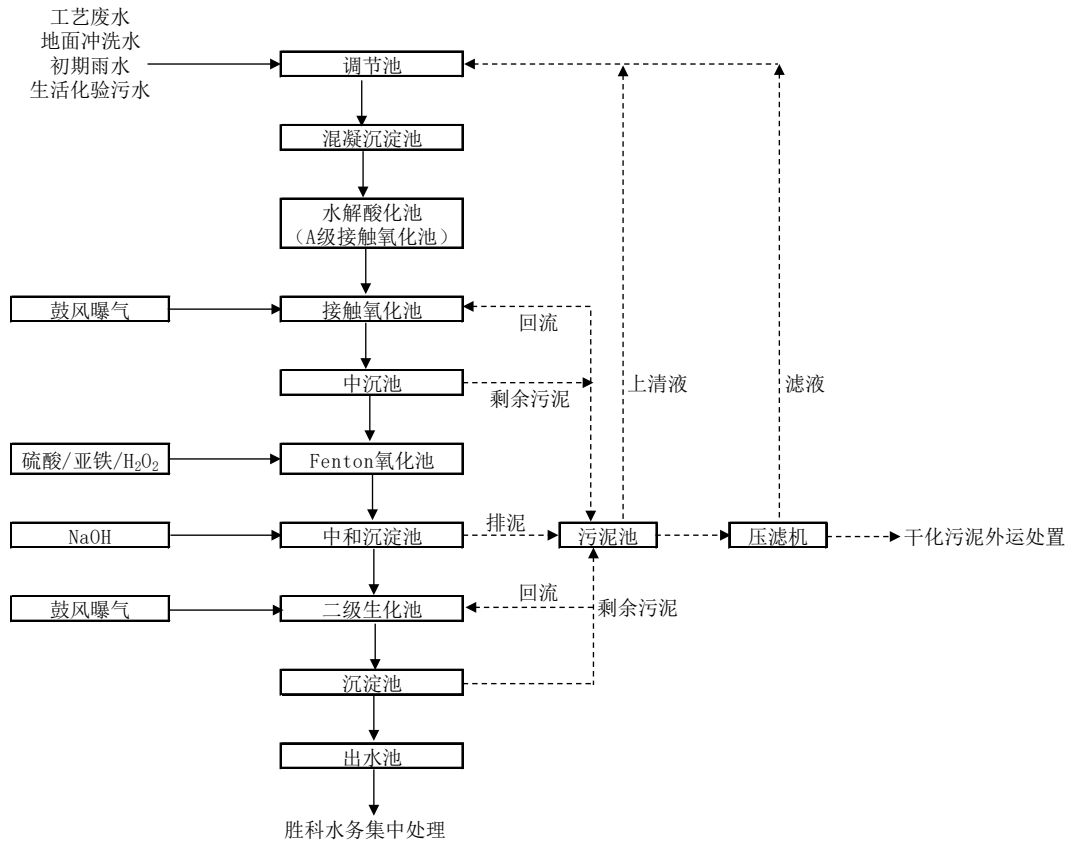 工艺废水
地面冲洗水
初期雨水
生活化验污水
调节池
混凝沉淀池
水解酸化池
（A级接触氧化池）
鼓风曝气
接触氧化池
回流
中沉池
剩余污泥
上清液
滤液
硫酸/亚铁/H₂O₂
Fenton氧化池
NaOH
中和沉淀池
排泥
污泥池
压滤机
干化污泥外运处置
鼓风曝气
二级生化池
回流
剩余污泥
沉淀池
出水池
胜科水务集中处理